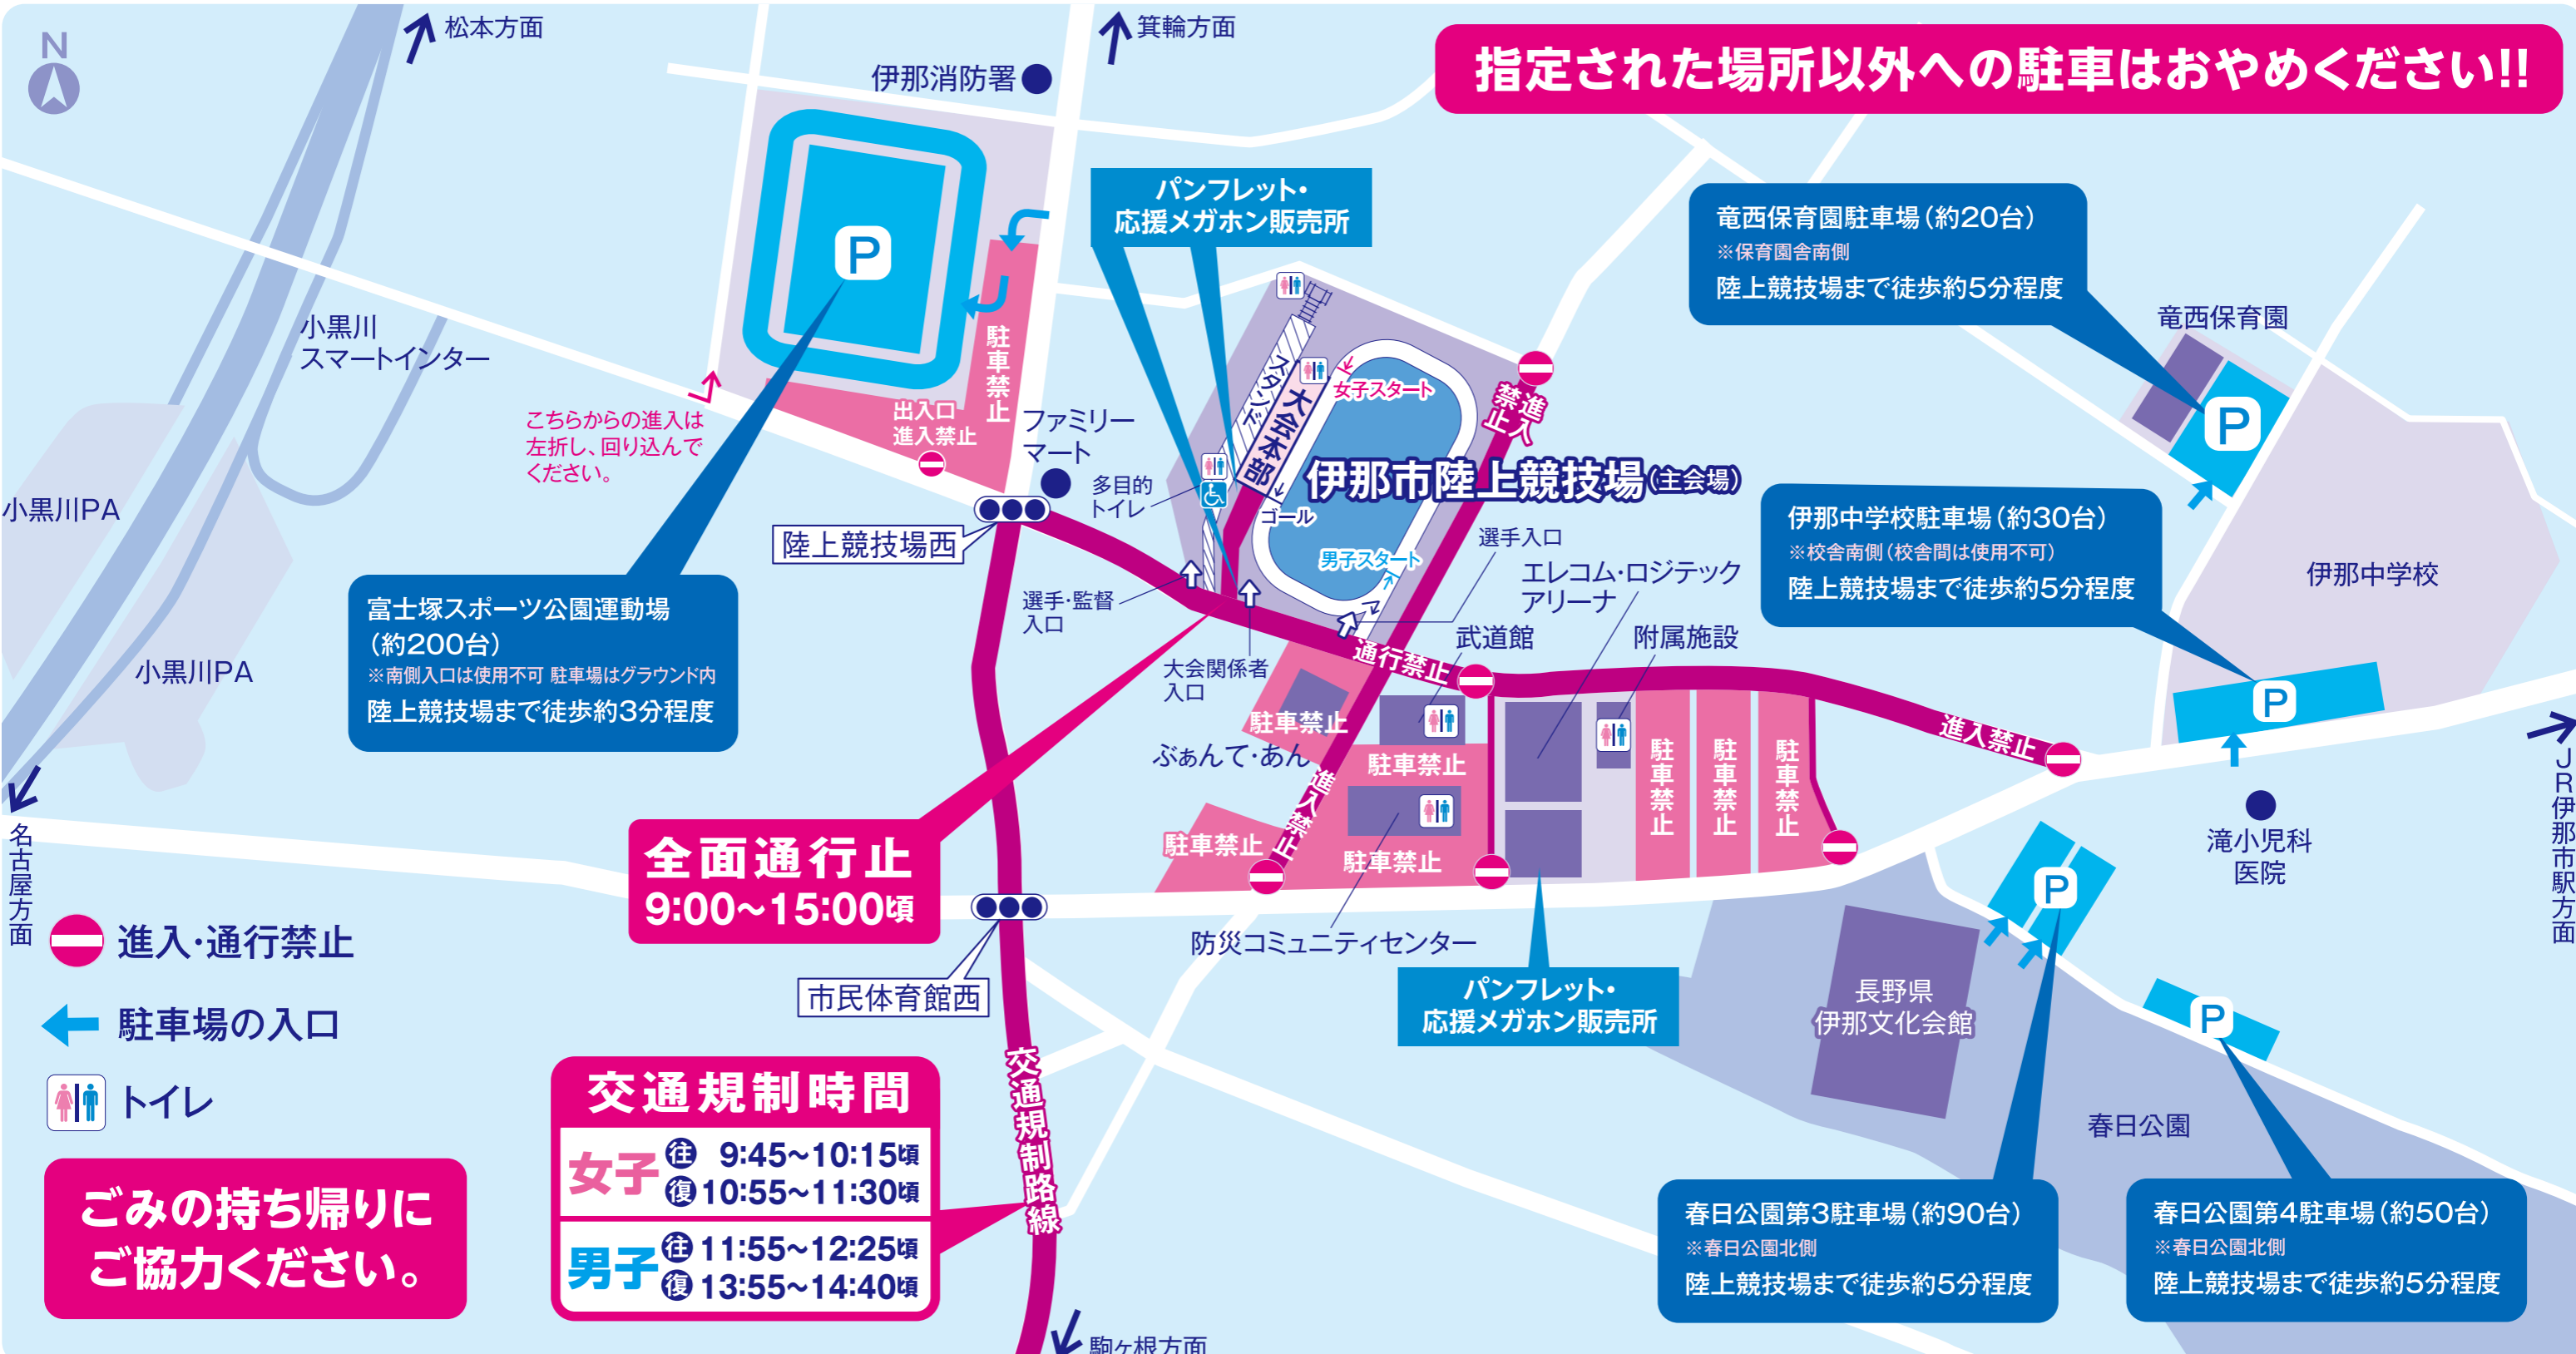 N
松本方面
箕輪方面
伊那消防署
指定された場所以外への駐車はおやめください!!
P
パンフレット・
応援メガホン販売所
竜西保育園駐車場（約20台）
※保育園舎南側
陸上競技場まで徒歩約5分程度
竜西保育園
P
小黒川
スマートインター
駐車禁止
出入口
進入禁止
こちらからの進入は
左折し、回り込んで
ください。
ファミリー
マート
多目的
トイレ
スタンド
大会本部
女子スタート
進入
禁止
伊那市陸上競技場（主会場）
ゴール
男子スタート
選手入口
エレコム・ロジテック
アリーナ
武道館
附属施設
伊那中学校駐車場（約30台）
※校舎南側（校舎間は使用不可）
陸上競技場まで徒歩約5分程度
伊那中学校
P
小黒川PA
小黒川PA
陸上競技場西
選手・監督
入口
大会関係者
入口
通行禁止
富士塚スポーツ公園運動場
（約200台）
※南側入口は使用不可 駐車場はグラウンド内
陸上競技場まで徒歩約3分程度
駐車禁止
ぶぁんて・あん
駐車禁止
進入禁止
駐車禁止
駐車禁止
駐車禁止
駐車禁止
駐車禁止
進入禁止
JR伊那市駅方面
滝小児科
医院
名古屋方面
全面通行止
9:00〜15:00頃
駐車禁止
防災コミュニティセンター
市民体育館西
パンフレット・
応援メガホン販売所
長野県
伊那文化会館
P
P
春日公園
進入・通行禁止
駐車場の入口
トイレ
ごみの持ち帰りに
ご協力ください。
交通規制時間
女子 往 9:45〜10:15頃
復 10:55〜11:30頃
男子 往 11:55〜12:25頃
復 13:55〜14:40頃
交通規制路線
駒ヶ根方面
春日公園第3駐車場（約90台）
※春日公園北側
陸上競技場まで徒歩約5分程度
春日公園第4駐車場（約50台）
※春日公園北側
陸上競技場まで徒歩約5分程度